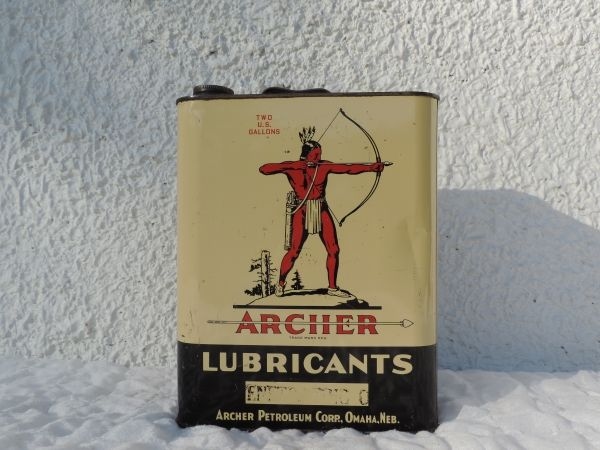 TWO
U.S.
GALLONS
ARCHER
TRADE MARK REG
LUBRICANTS
ARCHER PETROLEUM CORP., OMAHA, NEB.